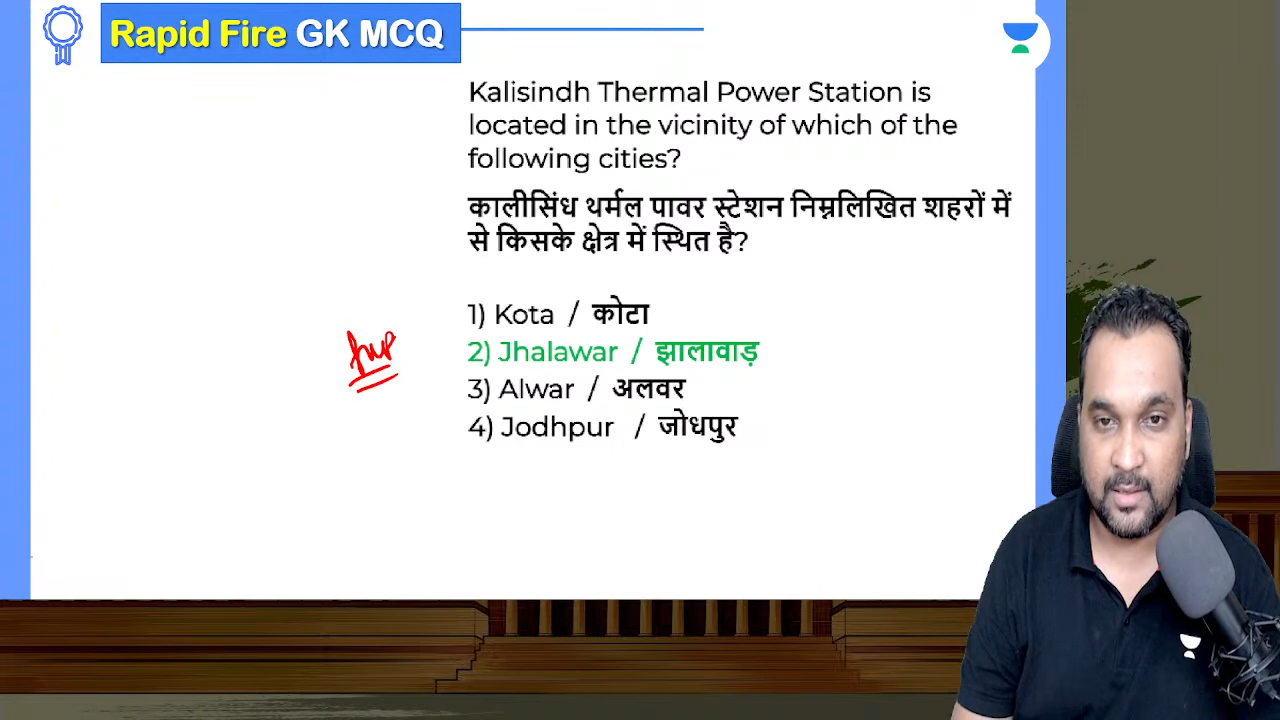 Rapid Fire GK MCQ
Kalisindh Thermal Power Station is
located in the vicinity of which of the
following cities?
कालीसिंध थर्मल पावर स्टेशन निम्नलिखित शहरों में
से किसके क्षेत्र में स्थित है?
1) Kota / कोटा
2) Jhalawar / झालावाड़
3) Alwar / अलवर
4) Jodhpur / जोधपुर